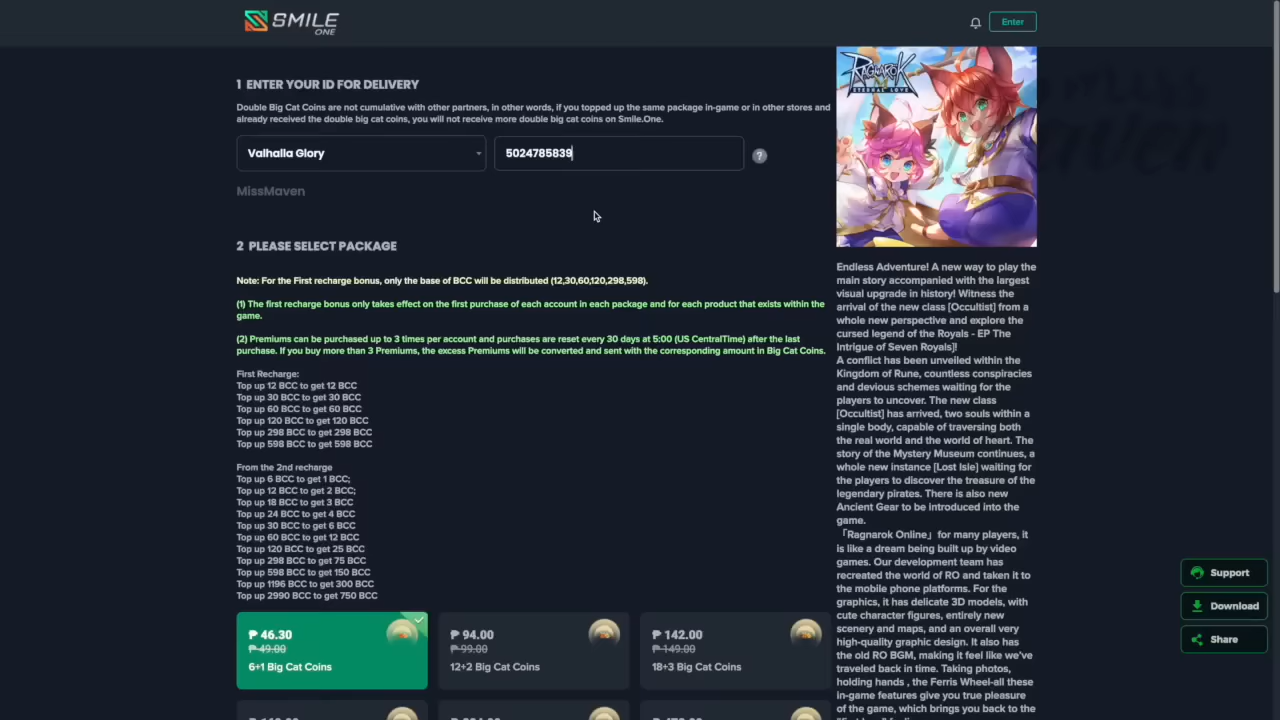 SMILE
ONE
Enter
1 ENTER YOUR ID FOR DELIVERY
Double Big Cat Coins are not cumulative with other partners, in other words, if you topped up the same package in-game or in other stores and
already received the double big cat coins, you will not receive more double big cat coins on Smile.One.
Valhalla Glory
5024785839
?
MissMaven
2 PLEASE SELECT PACKAGE
Note: For the First recharge bonus, only the base of BCC will be distributed (12,30,60,120,298,598).
(1) The first recharge bonus only takes effect on the first purchase of each account in each package and for each product that exists within the
game.
(2) Premiums can be purchased up to 3 times per account and purchases are reset every 30 days at 5:00 (US CentralTime) after the last
purchase. If you buy more than 3 Premiums, the excess Premiums will be converted and sent with the corresponding amount in Big Cat Coins.
First Recharge:
Top up 12 BCC to get 12 BCC
Top up 30 BCC to get 30 BCC
Top up 60 BCC to get 60 BCC
Top up 120 BCC to get 120 BCC
Top up 298 BCC to get 298 BCC
Top up 598 BCC to get 598 BCC
From the 2nd recharge
Top up 6 BCC to get 1 BCC;
Top up 12 BCC to get 2 BCC;
Top up 18 BCC to get 3 BCC
Top up 24 BCC to get 4 BCC
Top up 30 BCC to get 6 BCC
Top up 60 BCC to get 12 BCC
Top up 120 BCC to get 25 BCC
Top up 298 BCC to get 75 BCC
Top up 598 BCC to get 150 BCC
Top up 1196 BCC to get 300 BCC
Top up 2990 BCC to get 750 BCC
₱ 46.30
₱ 49.00
6+1 Big Cat Coins
₱ 94.00
₱ 99.00
12+2 Big Cat Coins
₱ 142.00
₱ 149.00
18+3 Big Cat Coins
RAGNAROK
ETERNAL LOVE
Endless Adventure! A new way to play the
main story accompanied with the largest
visual upgrade in history! Witness the
arrival of the new class [Occultist] from a
whole new perspective and explore the
cursed legend of the Royals - EP The
Intrigue of Seven Royals]!
A conflict has been unveiled within the
Kingdom of Rune, countless conspiracies
and devious schemes waiting for the
players to uncover. The new class
[Occultist] has arrived, two souls within a
single body, capable of traversing both
the real world and the world of heart. The
story of the Mystery Museum continues, a
whole new instance [Lost Isle] waiting for
the players to discover the treasure of the
legendary pirates. There is also new
Ancient Gear to be introduced into the
game.
「Ragnarok Online」for many players, it
is like a dream being built up by video
games. Our development team has
recreated the world of RO and taken it to
the mobile phone platforms. For the
graphics, it has delicate 3D models, with
cute character figures, entirely new
scenery and maps, and an overall very
high-quality graphic design. It also has
the old RO BGM, making it feel like we've
traveled back in time. Taking photos,
holding hands , the Ferris Wheel-all these
in-game features give you true pleasure
of the game, which brings you back to the
Support
Download
Share